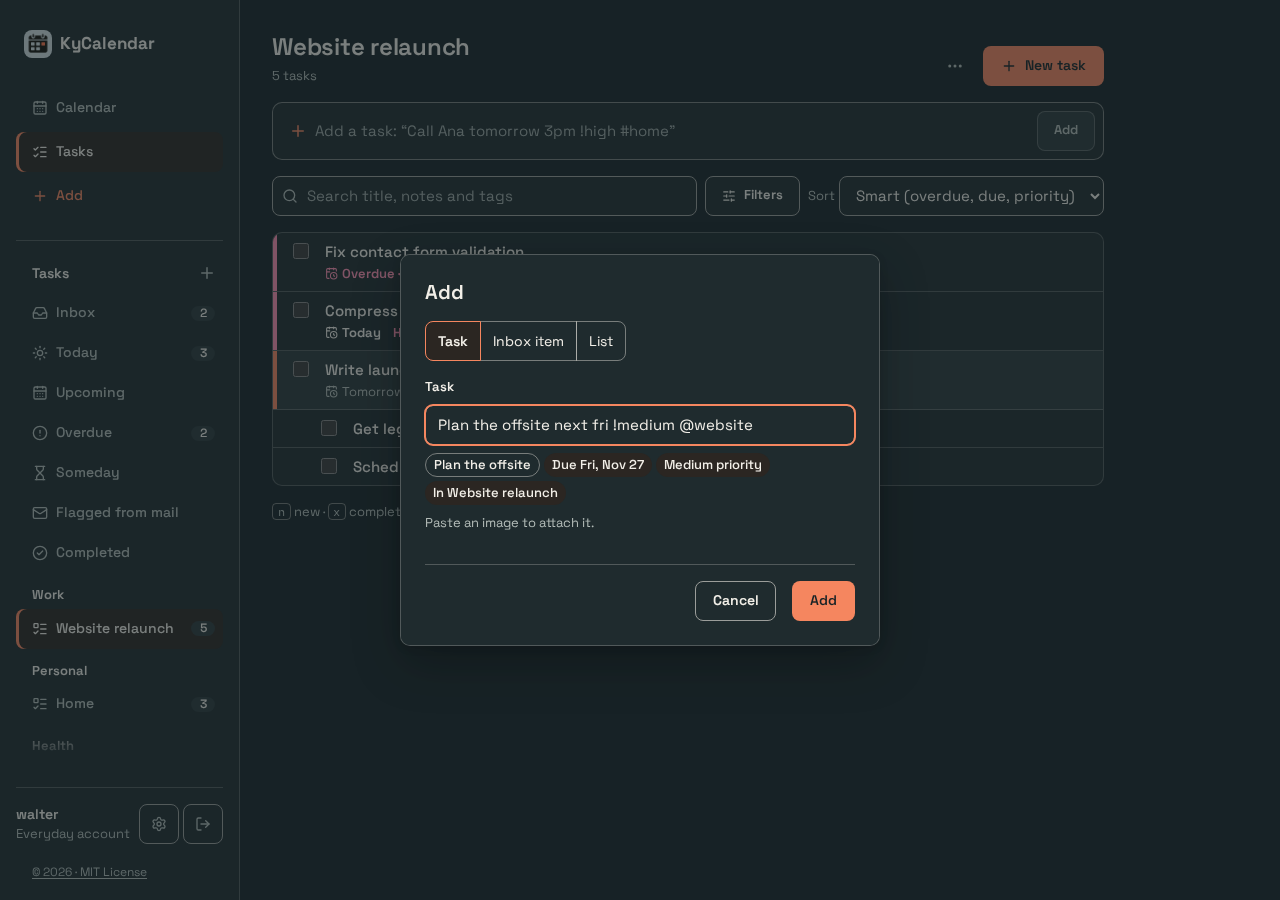 KyCalendar
Calendar
Tasks
Add
Tasks
Inbox 2
Today 3
Upcoming
Overdue 2
Someday
Flagged from mail
Completed
Work
Website relaunch 5
Personal
Home 3
Health
walter
Everyday account
© 2026 · MIT License
Website relaunch
5 tasks
New task
Add a task: “Call Ana tomorrow 3pm !high #home” Add
Search title, notes and tags Filters Sort Smart (overdue, due, priority)
Fix contact form validation
Overdue
Compress
Today H
Write laun
Tomorrow
Get leg
Sched
n new · x complet
Add
Task Inbox item List
Task
Plan the offsite next fri !medium @website
Plan the offsite Due Fri, Nov 27 Medium priority
In Website relaunch
Paste an image to attach it.
Cancel Add